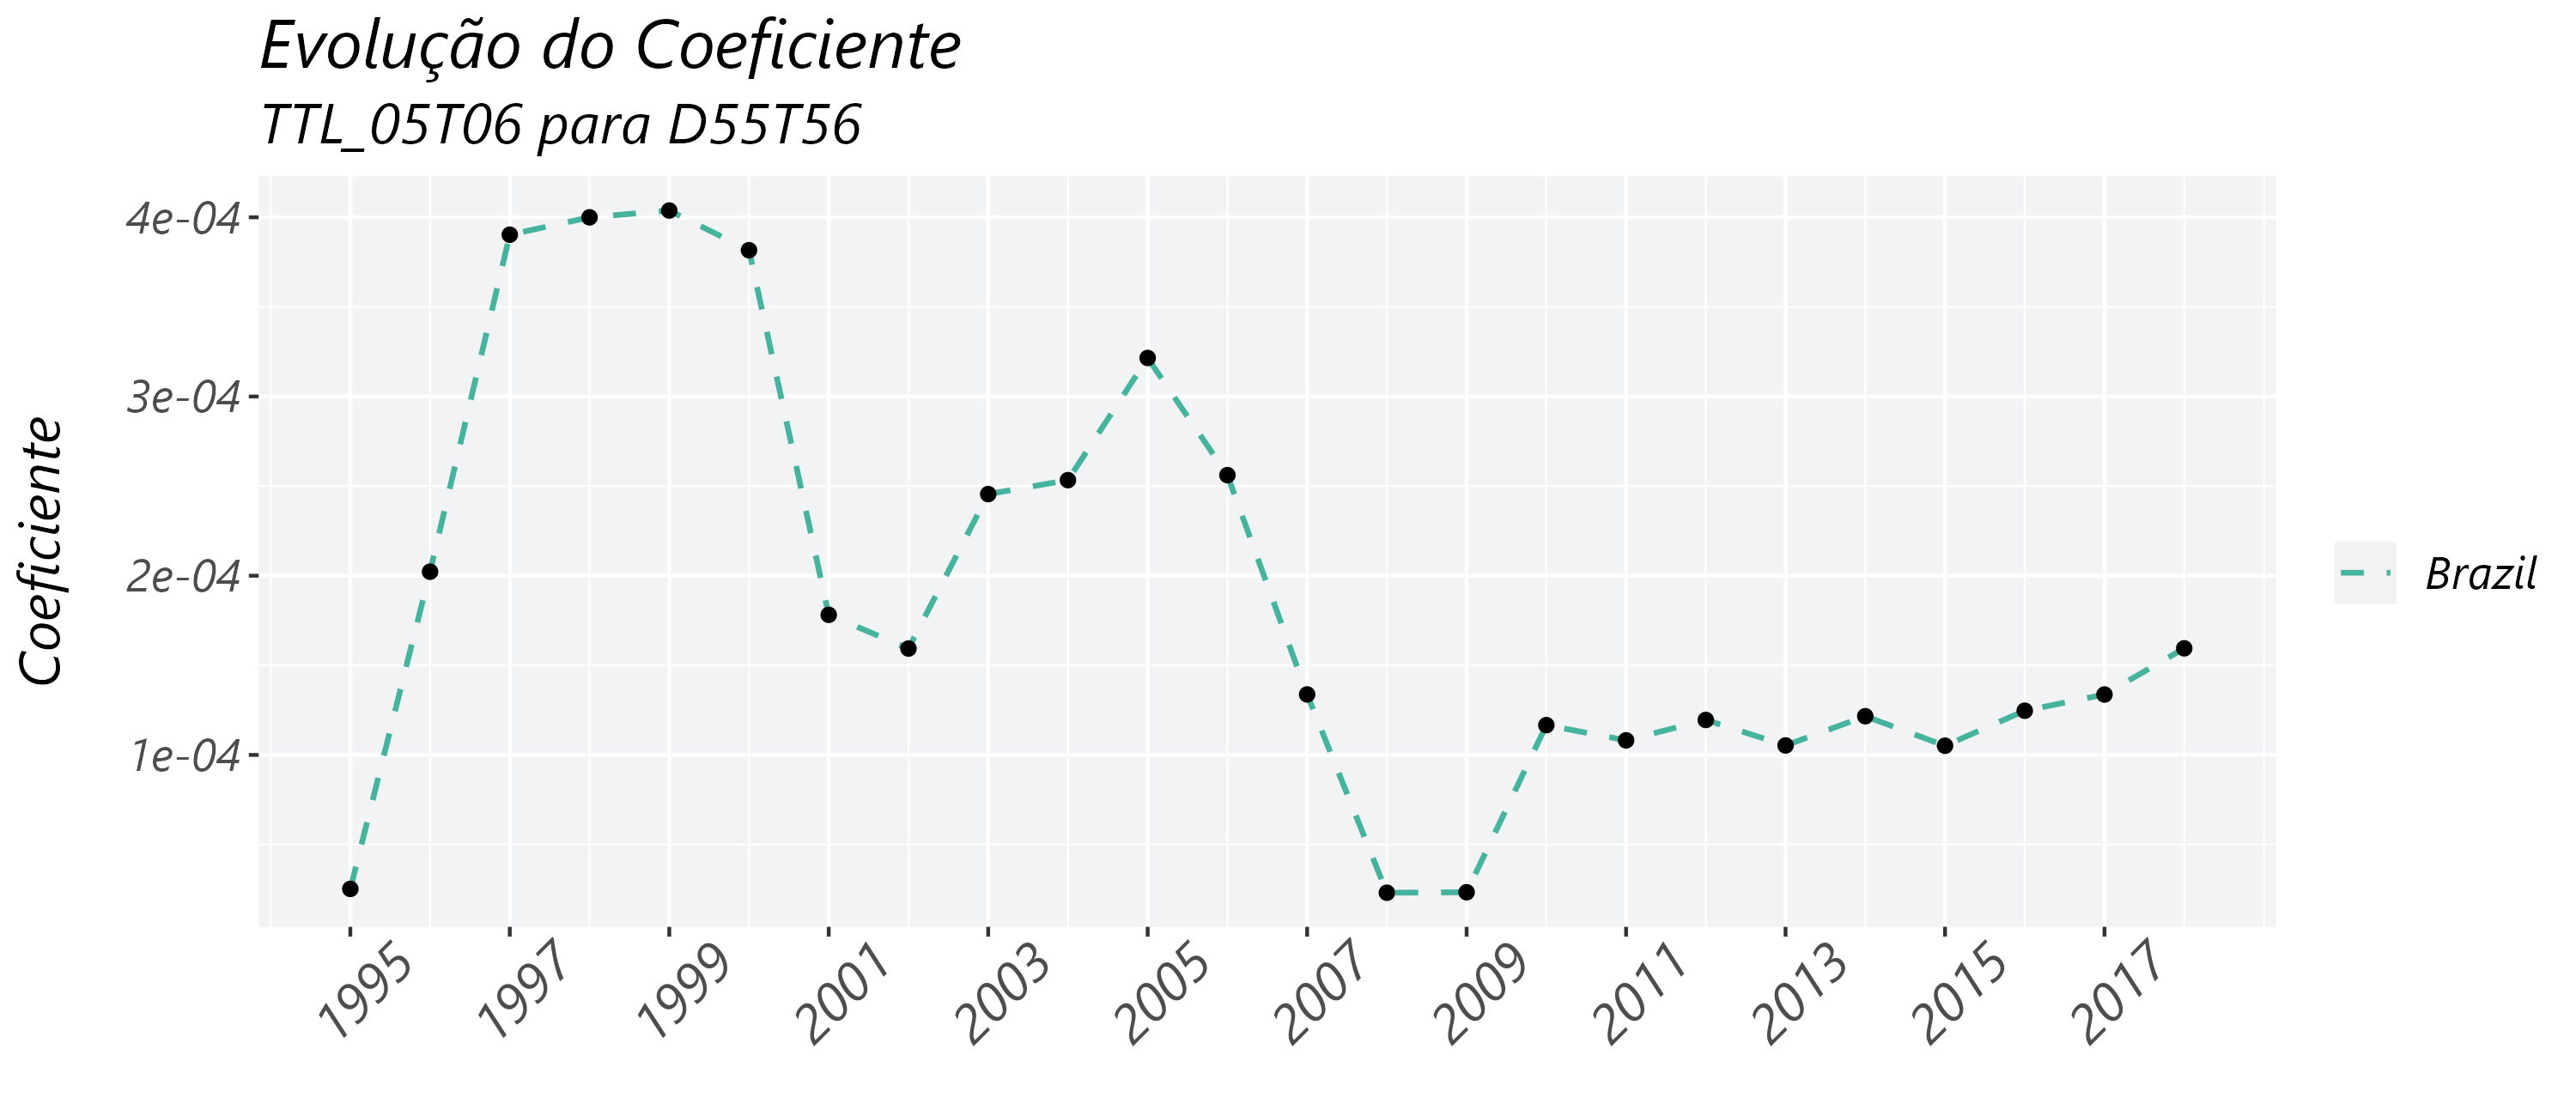 Evolução do Coeficiente
TTL_05T06 para D55T56
Coeficiente
4e-04
3e-04
2e-04
1e-04
1995
1997
1999
2001
2003
2005
2007
2009
2011
2013
2015
2017
Brazil